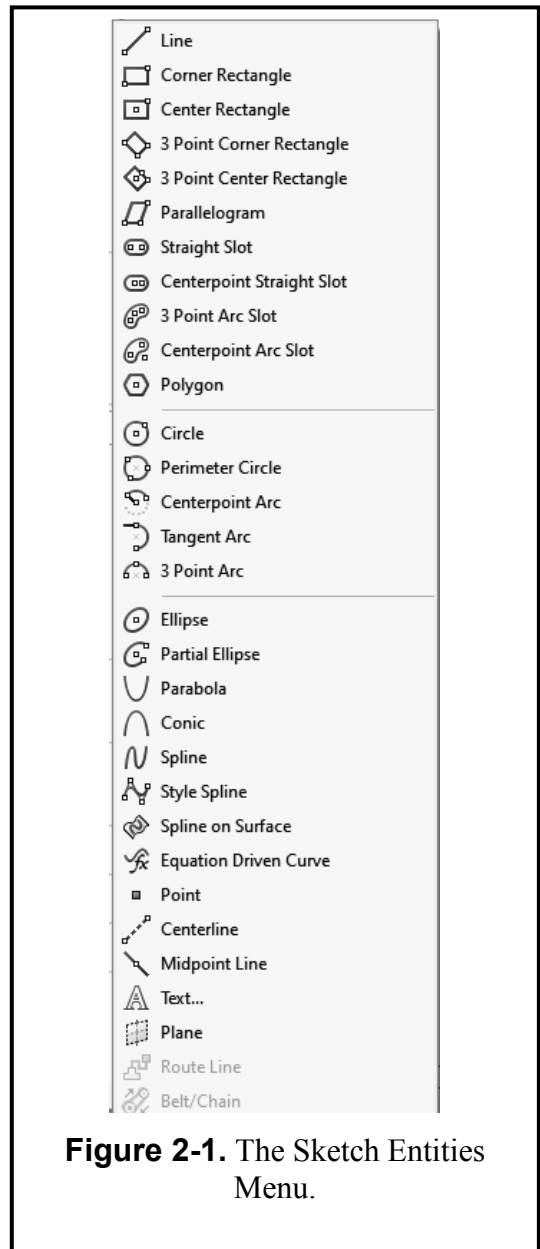 Line
Corner Rectangle
Center Rectangle
3 Point Corner Rectangle
3 Point Center Rectangle
Parallelogram
Straight Slot
Centerpoint Straight Slot
3 Point Arc Slot
Centerpoint Arc Slot
Polygon
Circle
Perimeter Circle
Centerpoint Arc
Tangent Arc
3 Point Arc
Ellipse
Partial Ellipse
Parabola
Conic
Spline
Style Spline
Spline on Surface
Equation Driven Curve
Point
Centerline
Midpoint Line
Text...
Plane
Route Line
Belt/Chain
Figure 2-1. The Sketch Entities
Menu.